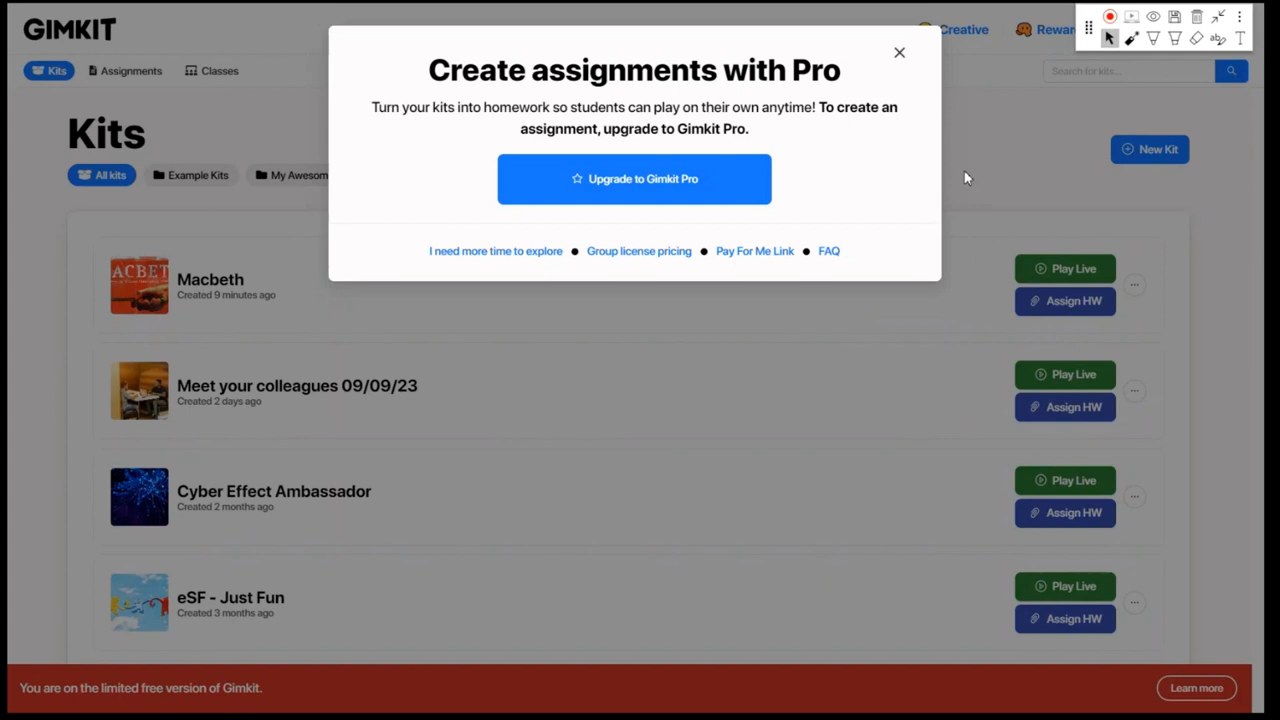 GIMKIT
Creative
Kits
Assignments
Classes
Search for kits...
Create assignments with Pro
Turn your kits into homework so students can play on their own anytime! To create an
assignment, upgrade to Gimkit Pro.
Upgrade to Gimkit Pro
I need more time to explore ● Group license pricing ● Pay For Me Link ● FAQ
Kits
New Kit
All kits
Example Kits
My Awesom
Macbeth
Created 9 minutes ago
Play Live
Assign HW
Meet your colleagues 09/09/23
Created 2 days ago
Play Live
Assign HW
Cyber Effect Ambassador
Created 2 months ago
Play Live
Assign HW
eSF - Just Fun
Created 3 months ago
Play Live
Assign HW
You are on the limited free version of Gimkit.
Learn more